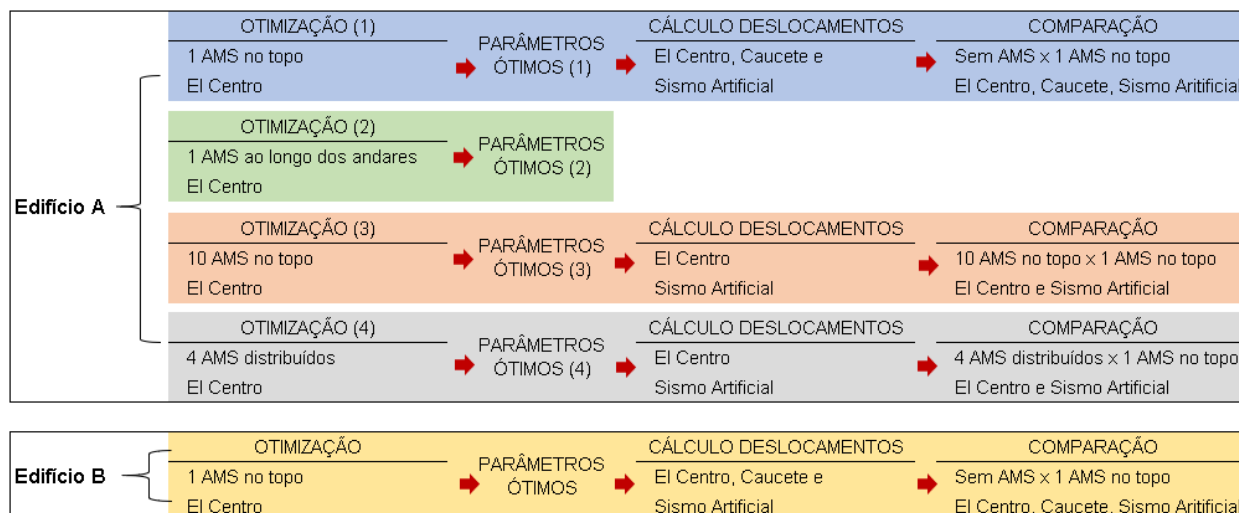 Edifício A
OTIMIZAÇÃO (1)
1 AMS no topo
El Centro
PARÂMETROS
ÓTIMOS (1)
CÁLCULO DESLOCAMENTOS
El Centro, Caucete e
Sismo Artificial
COMPARAÇÃO
Sem AMS × 1 AMS no topo
El Centro, Caucete, Sismo Aritificial
OTIMIZAÇÃO (2)
1 AMS ao longo dos andares
El Centro
PARÂMETROS
ÓTIMOS (2)
OTIMIZAÇÃO (3)
10 AMS no topo
El Centro
PARÂMETROS
ÓTIMOS (3)
CÁLCULO DESLOCAMENTOS
El Centro
Sismo Artificial
COMPARAÇÃO
10 AMS no topo × 1 AMS no topo
El Centro e Sismo Artificial
OTIMIZAÇÃO (4)
4 AMS distribuídos
El Centro
PARÂMETROS
ÓTIMOS (4)
CÁLCULO DESLOCAMENTOS
El Centro
Sismo Artificial
COMPARAÇÃO
4 AMS distribuídos × 1 AMS no topo
El Centro e Sismo Artificial
Edifício B
OTIMIZAÇÃO
1 AMS no topo
El Centro
PARÂMETROS
ÓTIMOS
CÁLCULO DESLOCAMENTOS
El Centro, Caucete e
Sismo Artificial
COMPARAÇÃO
Sem AMS × 1 AMS no topo
El Centro, Caucete, Sismo Aritificial